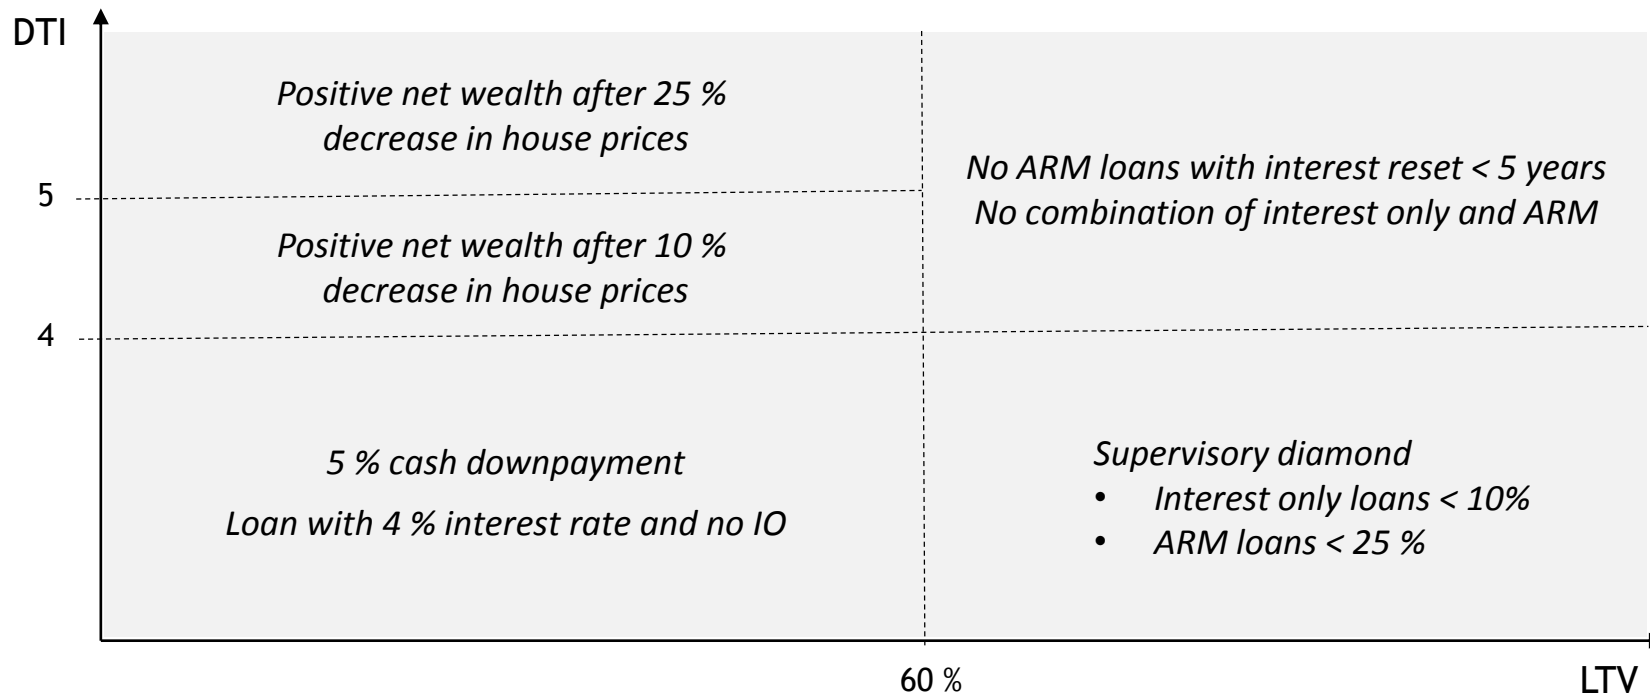 DTI
Positive net wealth after 25 %
decrease in house prices
No ARM loans with interest reset < 5 years
No combination of interest only and ARM
5
Positive net wealth after 10 %
decrease in house prices
4
5 % cash downpayment
Loan with 4 % interest rate and no IO
Supervisory diamond
• Interest only loans < 10%
• ARM loans < 25 %
60 %
LTV